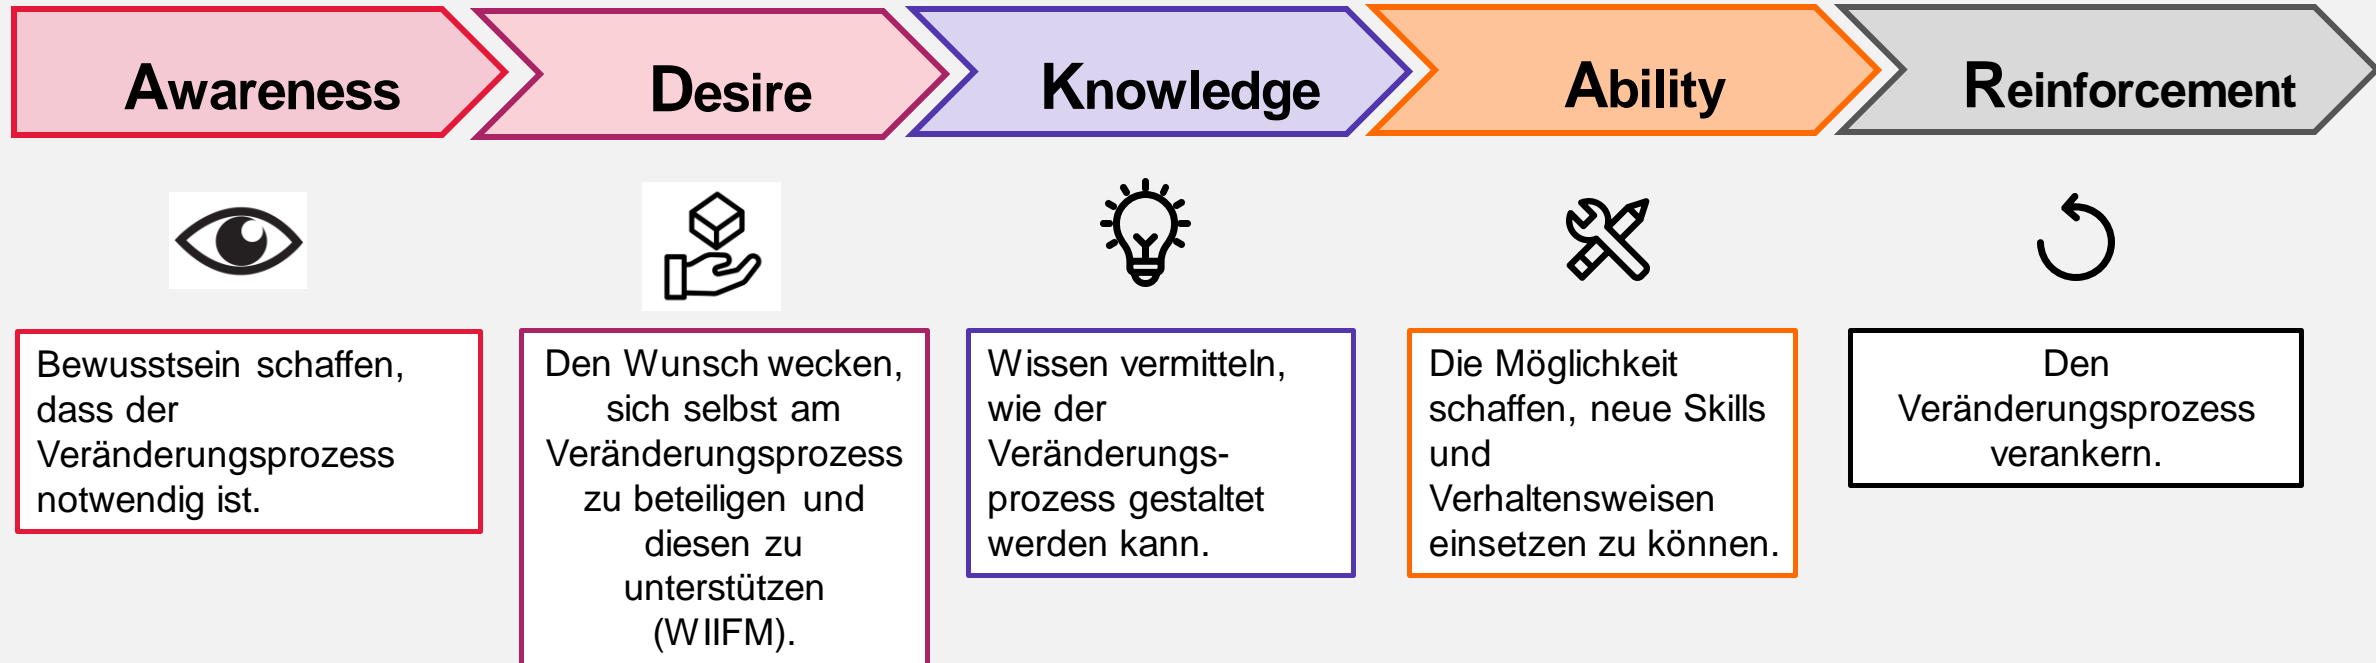 Awareness
Desire
Knowledge
Ability
Reinforcement
Bewusstsein schaffen,
dass der
Veränderungsprozess
notwendig ist.
Den Wunsch wecken,
sich selbst am
Veränderungsprozess
zu beteiligen und
diesen zu
unterstützen
(WIIFM).
Wissen vermitteln,
wie der
Veränderungs-
prozess gestaltet
werden kann.
Die Möglichkeit
schaffen, neue Skills
und
Verhaltensweisen
einsetzen zu können.
Den
Veränderungsprozess
verankern.